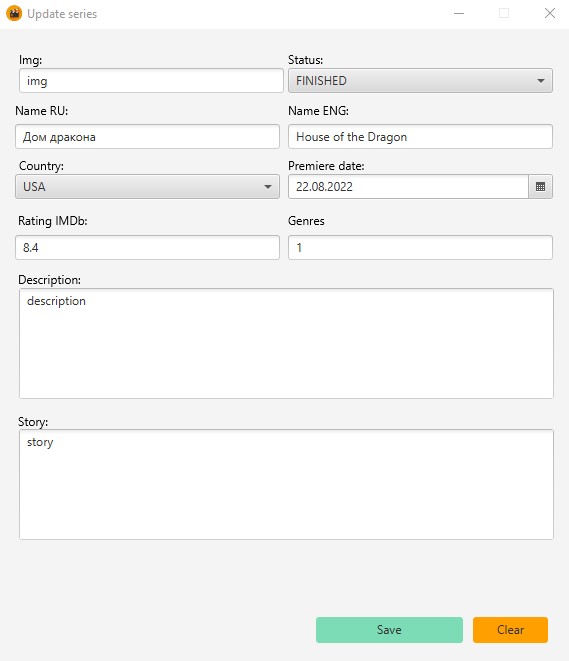 Update series
Img:
Status:
img
FINISHED
Name RU:
Name ENG:
Дом дракона
House of the Dragon
Country:
Premiere date:
USA
22.08.2022
Rating IMDb:
Genres
8.4
1
Description:
description
Story:
story
Save
Clear